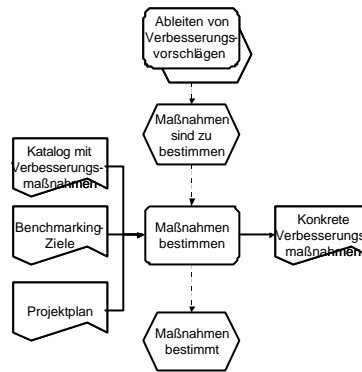 Ableiten von
Verbesserungs-
vorschlägen
Maßnahmen
sind zu
bestimmen
Katalog mit
Verbesserungs-
maßnahmen
Benchmarking-
Ziele
Maßnahmen
bestimmen
Konkrete
Verbesserungs
maßnahmen
Projektplan
Maßnahmen
bestimmt